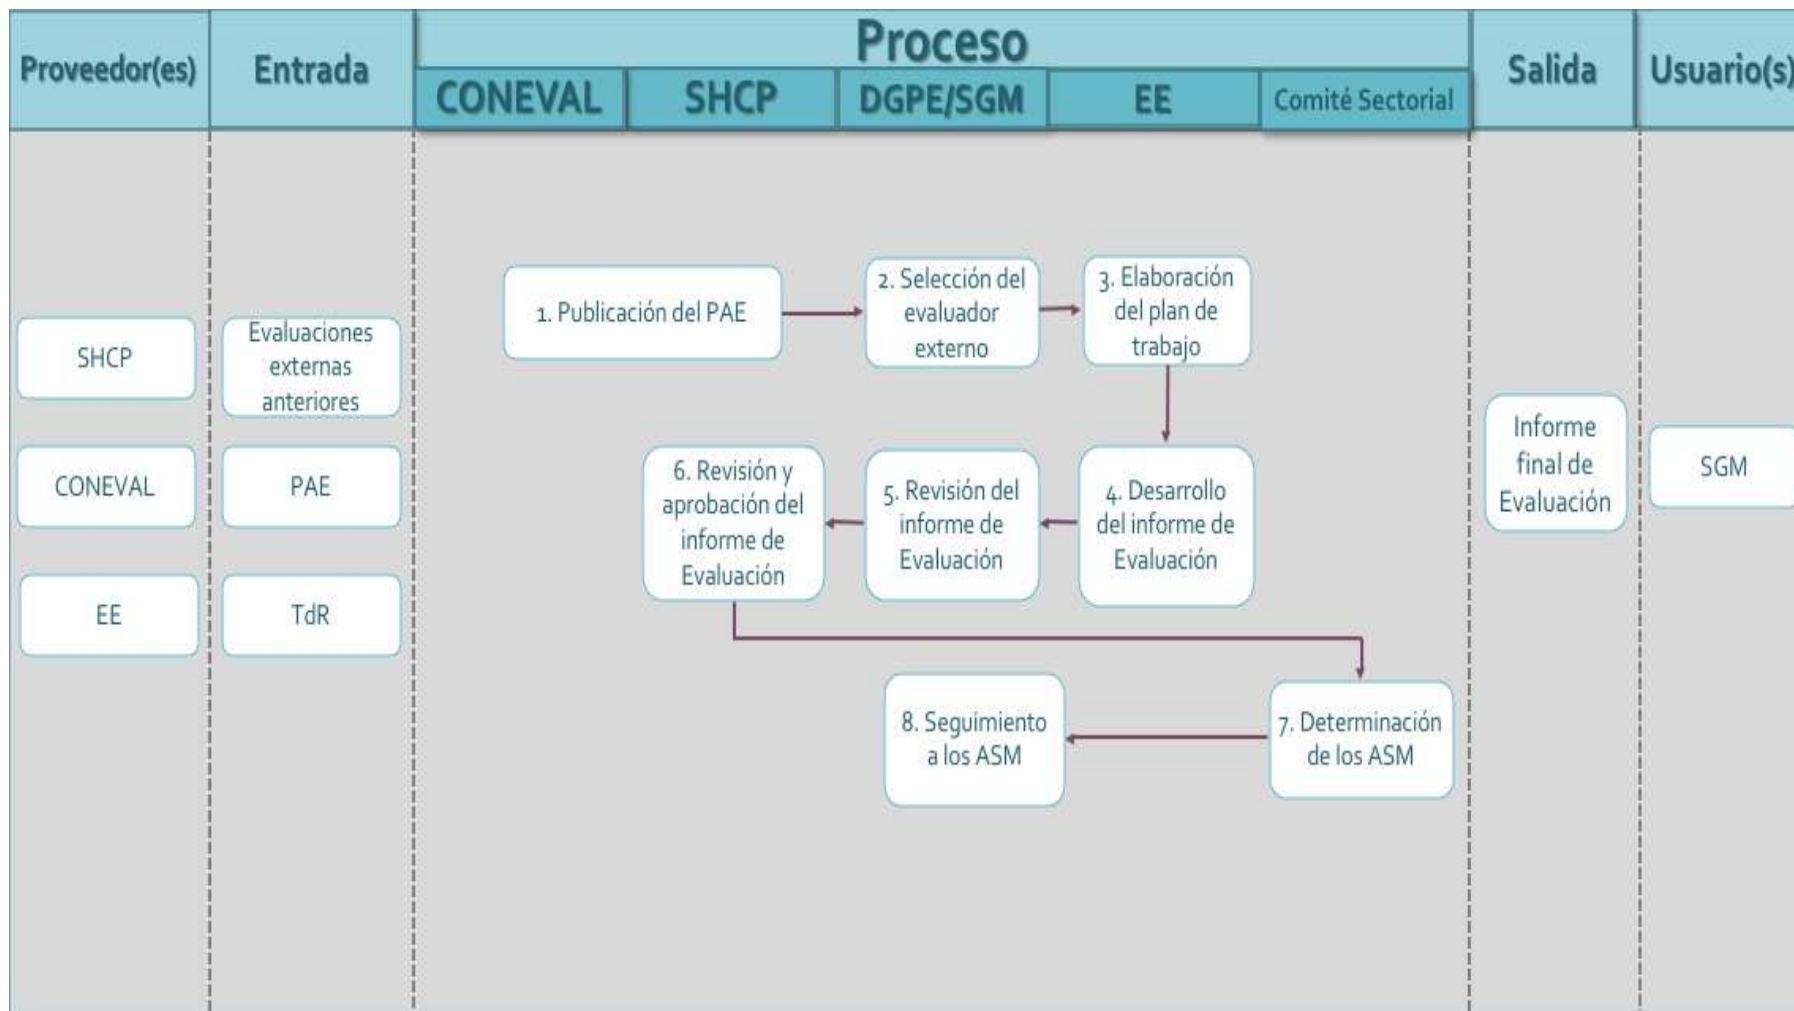 Proveedor(es)
Entrada
Proceso
CONEVAL
SHCP
DGPE/SGM
EE
Comité Sectorial
Salida
Usuario(s)
SHCP
CONEVAL
EE
Evaluaciones
externas
anteriores
PAE
TdR
1. Publicación del PAE
2. Selección del
evaluador
externo
3. Elaboración
del plan de
trabajo
4. Desarrollo
del informe de
Evaluación
5. Revisión del
informe de
Evaluación
6. Revisión y
aprobación del
informe de
Evaluación
7. Determinación
de los ASM
8. Seguimiento
a los ASM
Informe
final de
Evaluación
SGM